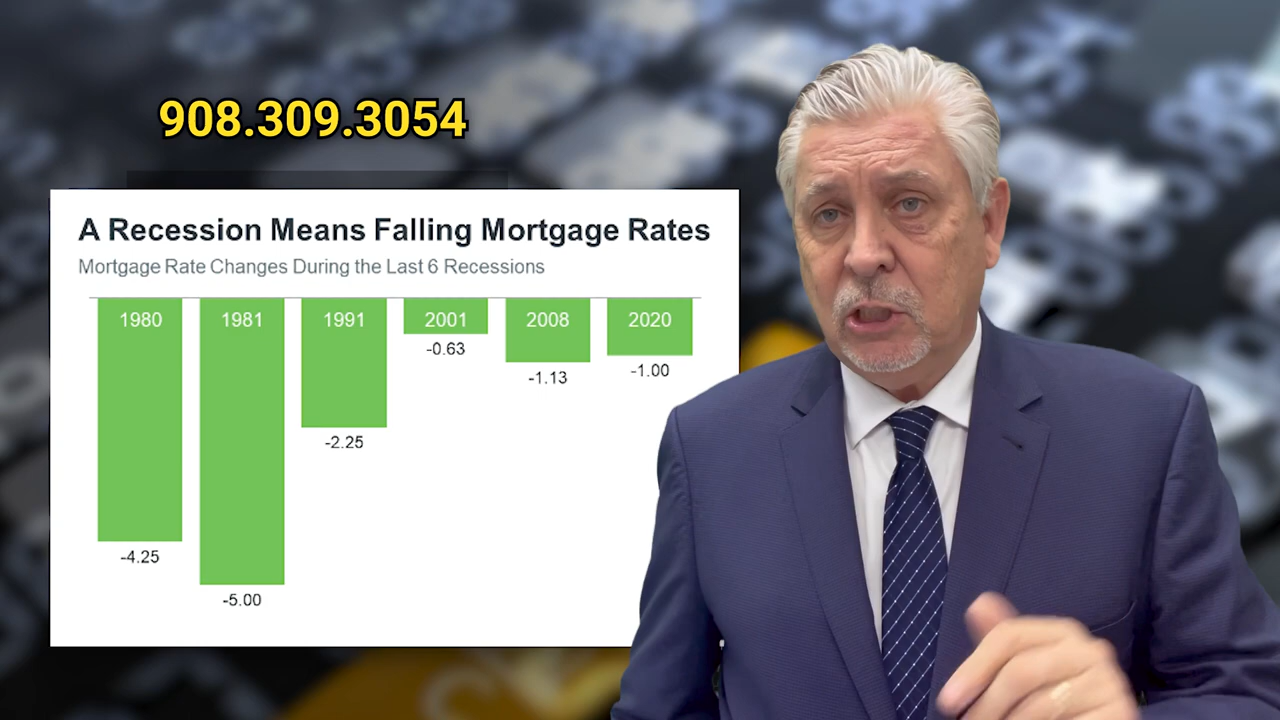 908.309.3054
A Recession Means Falling Mortgage Rates
Mortgage Rate Changes During the Last 6 Recessions
1980 1981 1991 2001 2008 2020
-0.63
-1.13 -1.00
-2.25
-4.25
-5.00